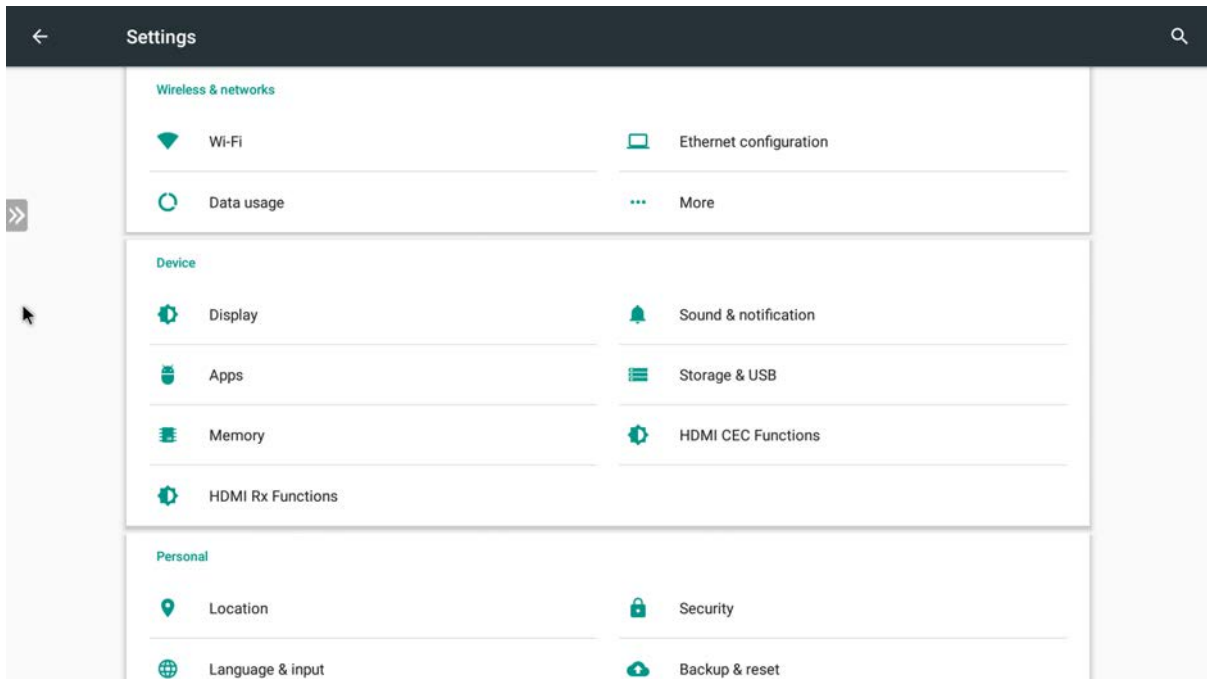 Settings
Wireless & networks
Wi-Fi
Ethernet configuration
Data usage
More
Device
Display
Sound & notification
Apps
Storage & USB
Memory
HDMI CEC Functions
HDMI Rx Functions
Personal
Location
Security
Language & input
Backup & reset